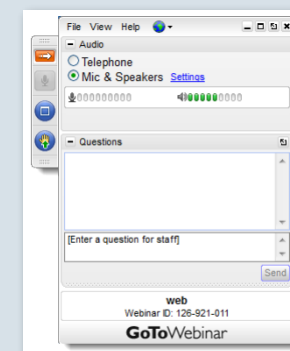 File View Help
Audio
Telephone
Mic & Speakers Settings
Questions
[Enter a question for staff]
Send
web
Webinar ID: 126-921-011
GoToWebinar